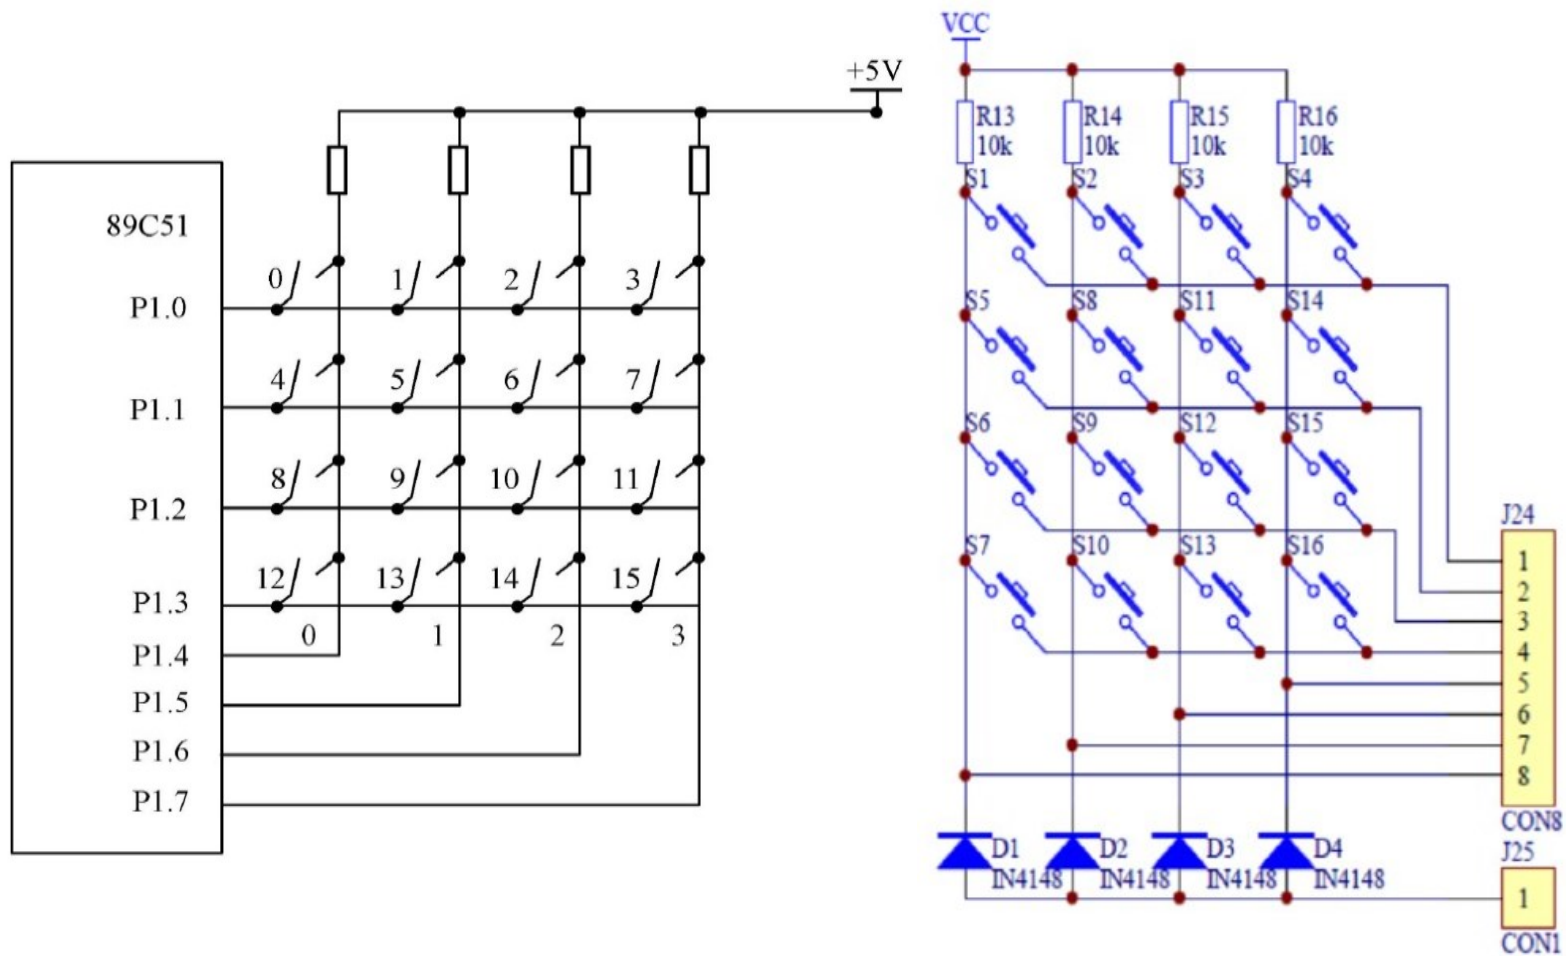 +5V
89C51
0 1 2 3
P1.0
4 5 6 7
P1.1
8 9 10 11
P1.2
12 13 14 15
P1.3
0 1 2 3
P1.4
P1.5
P1.6
P1.7
VCC
R13 R14 R15 R16
10k 10k 10k 10k
S1 S2 S3 S4
S5 S8 S11 S14
S6 S9 S12 S15
S7 S10 S13 S16
J24
1
2
3
4
5
6
7
8
CON8
D1 D2 D3 D4
IN4148 IN4148 IN4148 IN4148
J25
1
CON1